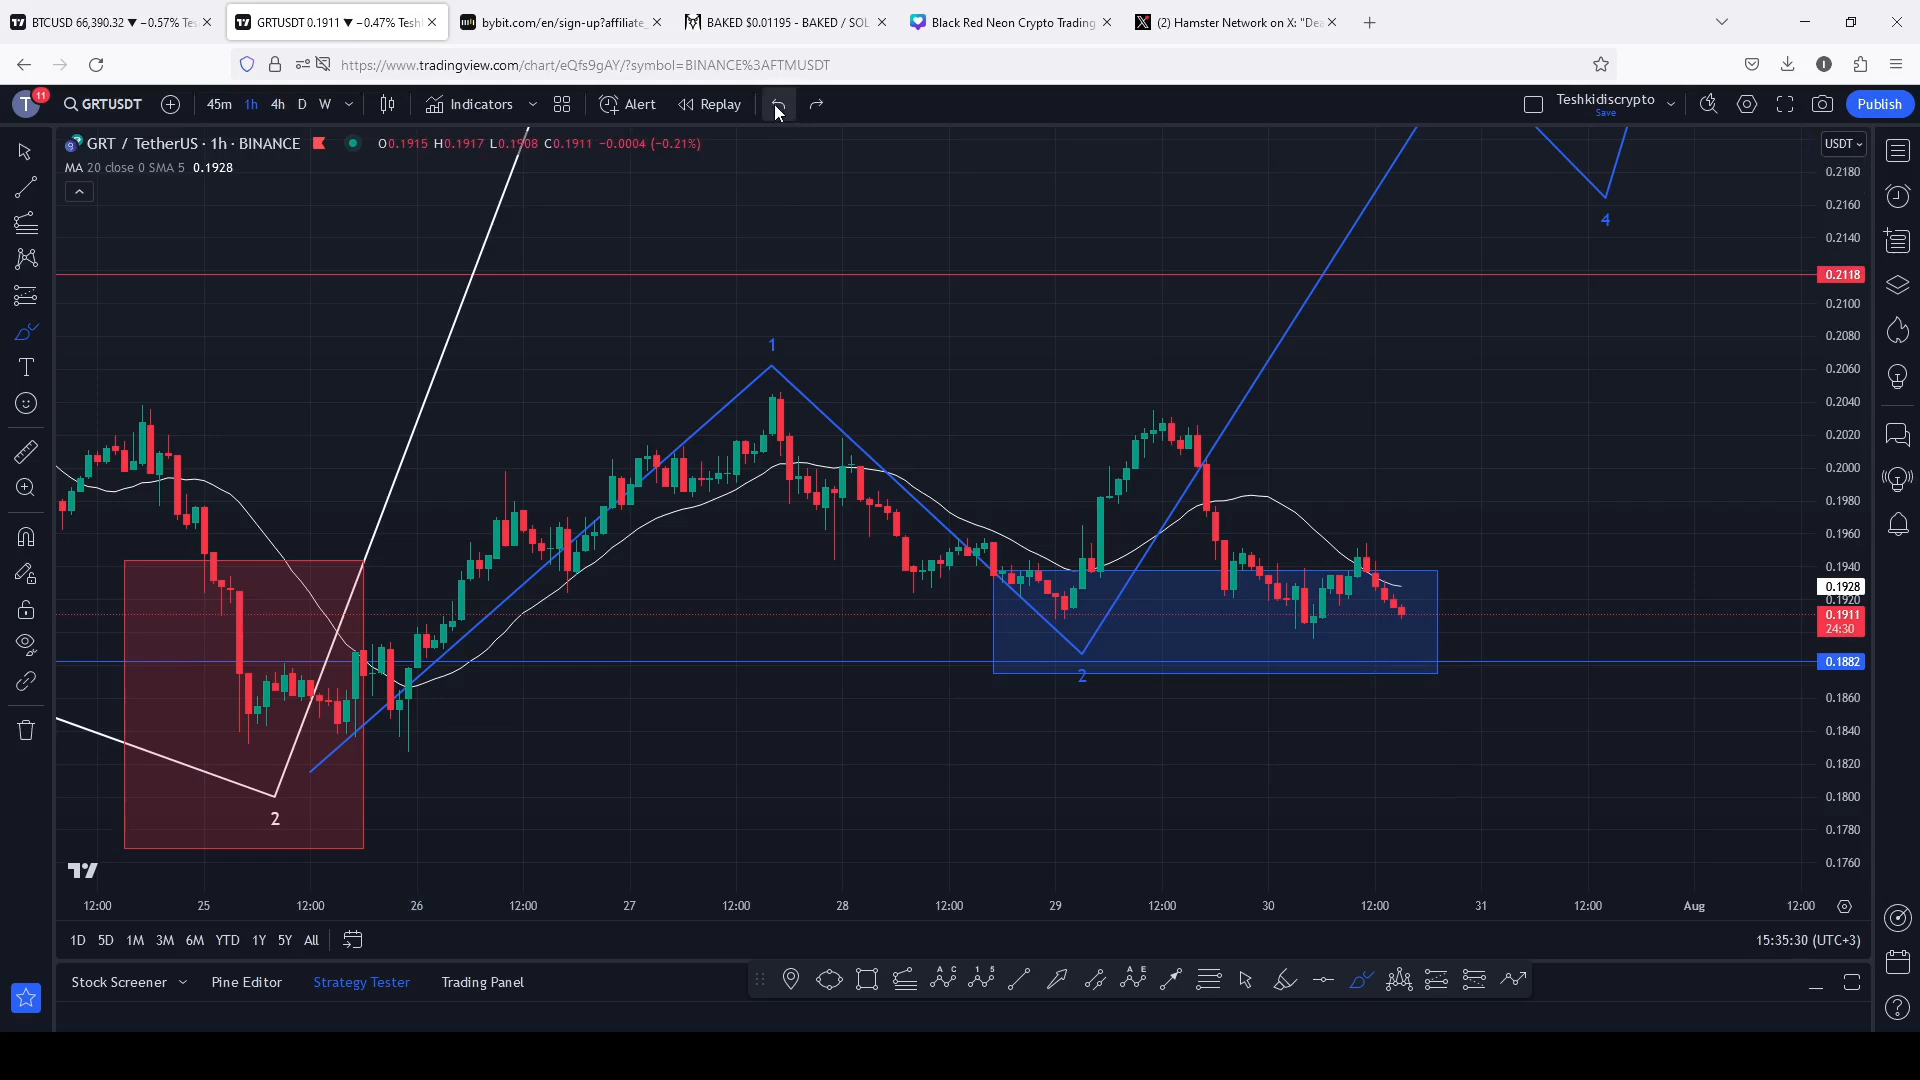 BTCUSD 66,390.32 ▼ −0.57% Tes
GRTUSDT 0.1911 ▼ −0.47% Tesh
bybit.com/en/sign-up?affiliate_
BAKED $0.01195 - BAKED / SOL
Black Red Neon Crypto Trading
(2) Hamster Network on X: "Dea
https://www.tradingview.com/chart/eQfs9gAY/?symbol=BINANCE%3AFTMUSDT
T 11 GRTUSDT 45m 1h 4h D W Indicators Alert Replay Teshkidiscrypto Save Publish
GRT / TetherUS · 1h · BINANCE O0.1915 H0.1917 L0.1908 C0.1911 −0.0004 (−0.21%)
MA 20 close 0 SMA 5 0.1928
USDT
0.2180
0.2160
0.2140
0.2118
0.2100
0.2080
0.2060
0.2040
0.2020
0.2000
0.1980
0.1960
0.1940
0.1928
0.1920
0.1911
24:30
0.1882
0.1860
0.1840
0.1820
0.1800
0.1780
0.1760
4
1
2
2
12:00 25 12:00 26 12:00 27 12:00 28 12:00 29 12:00 30 12:00 31 12:00 Aug 12:00
1D 5D 1M 3M 6M YTD 1Y 5Y All 15:35:30 (UTC+3)
Stock Screener Pine Editor Strategy Tester Trading Panel